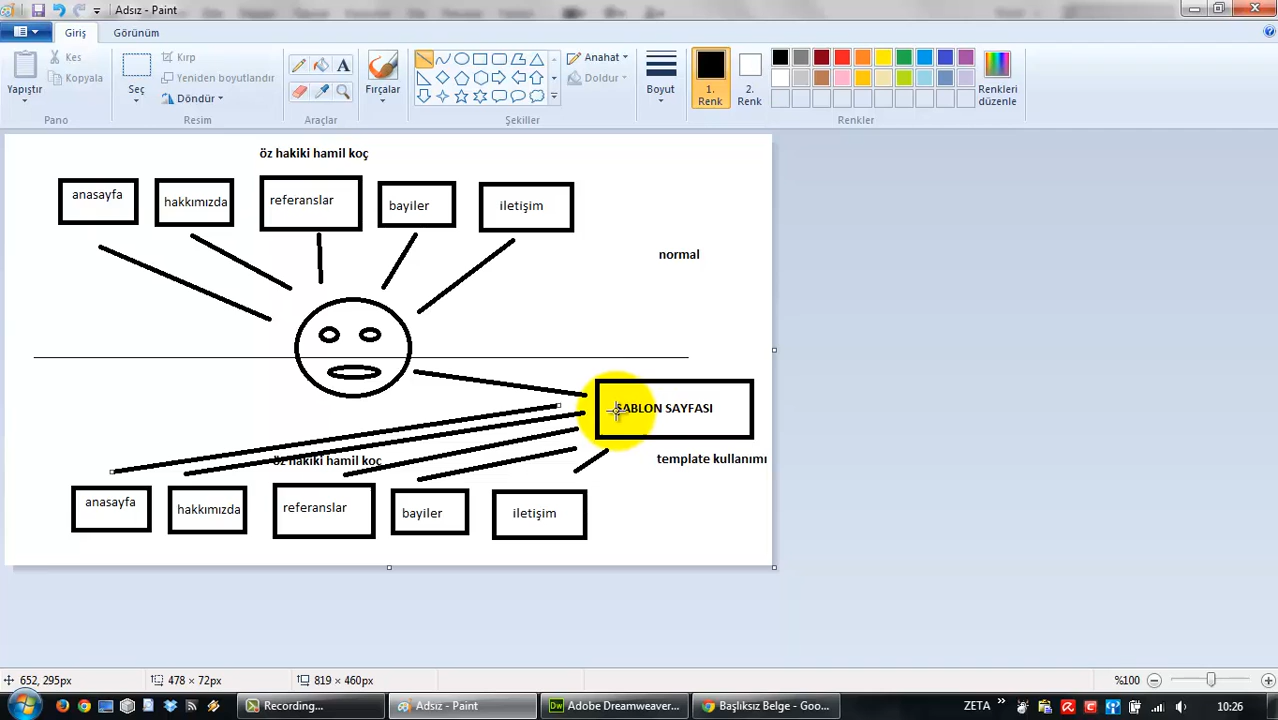 Adsız - Paint
Giriş
Görünüm
Yapıştır
Kes
Kopyala
Pano
Seç
Kırp
Yeniden boyutlandır
Döndür
Resim
Araçlar
Fırçalar
Anahat
Doldur
Şekiller
Boyut
1. Renk
2. Renk
Renkler
Renkleri düzenle
öz hakiki hamil koç
anasayfa
hakkımızda
referanslar
bayiler
iletişim
normal
ŞABLON SAYFASI
template kullanımı
öz hakiki hamil koç
anasayfa
hakkımızda
referanslar
bayiler
iletişim
652, 295px
478 × 72px
819 × 460px
%100
Recording...
Adsız - Paint
Adobe Dreamweaver...
Başlıksız Belge - Goo...
ZETA
10:26